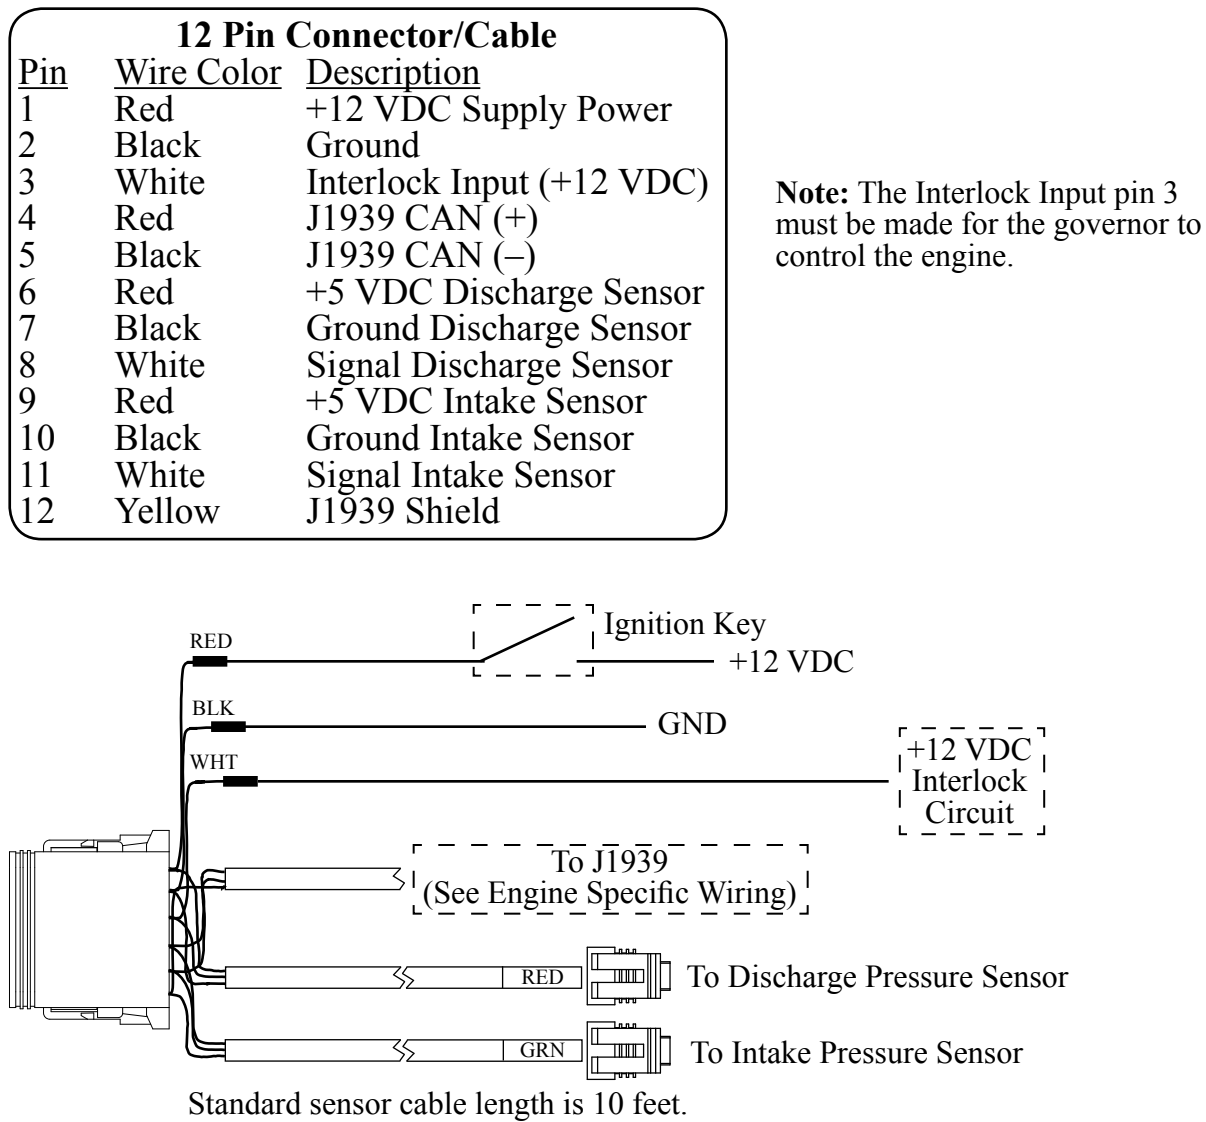 12 Pin Connector/Cable
Pin Wire Color Description
1 Red +12 VDC Supply Power
2 Black Ground
3 White Interlock Input (+12 VDC)
4 Red J1939 CAN (+)
5 Black J1939 CAN (–)
6 Red +5 VDC Discharge Sensor
7 Black Ground Discharge Sensor
8 White Signal Discharge Sensor
9 Red +5 VDC Intake Sensor
10 Black Ground Intake Sensor
11 White Signal Intake Sensor
12 Yellow J1939 Shield
Note: The Interlock Input pin 3
must be made for the governor to
control the engine.
Ignition Key
RED
+12 VDC
BLK
GND
WHT
+12 VDC
Interlock
Circuit
To J1939
(See Engine Specific Wiring)
RED
To Discharge Pressure Sensor
GRN
To Intake Pressure Sensor
Standard sensor cable length is 10 feet.